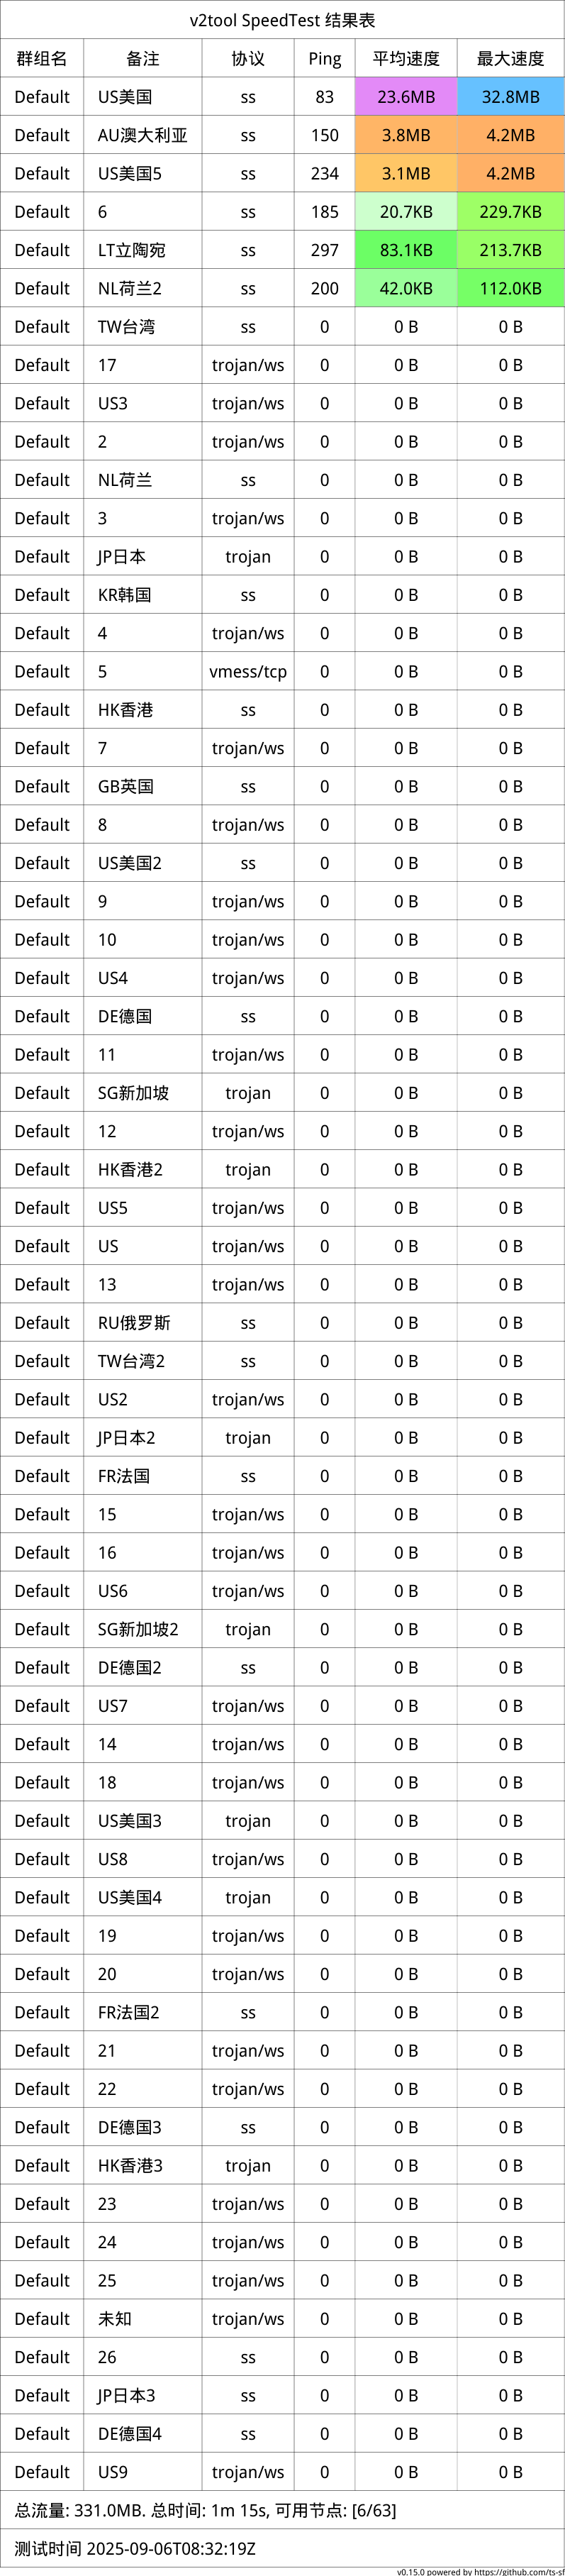 v2tool SpeedTest 结果表
群组名 备注 协议 Ping 平均速度 最大速度
Default US美国 ss 83 23.6MB 32.8MB
Default AU澳大利亚 ss 150 3.8MB 4.2MB
Default US美国5 ss 234 3.1MB 4.2MB
Default 6 ss 185 20.7KB 229.7KB
Default LT立陶宛 ss 297 83.1KB 213.7KB
Default NL荷兰2 ss 200 42.0KB 112.0KB
Default TW台湾 ss 0 0 B 0 B
Default 17 trojan/ws 0 0 B 0 B
Default US3 trojan/ws 0 0 B 0 B
Default 2 trojan/ws 0 0 B 0 B
Default NL荷兰 ss 0 0 B 0 B
Default 3 trojan/ws 0 0 B 0 B
Default JP日本 trojan 0 0 B 0 B
Default KR韩国 ss 0 0 B 0 B
Default 4 trojan/ws 0 0 B 0 B
Default 5 vmess/tcp 0 0 B 0 B
Default HK香港 ss 0 0 B 0 B
Default 7 trojan/ws 0 0 B 0 B
Default GB英国 ss 0 0 B 0 B
Default 8 trojan/ws 0 0 B 0 B
Default US美国2 ss 0 0 B 0 B
Default 9 trojan/ws 0 0 B 0 B
Default 10 trojan/ws 0 0 B 0 B
Default US4 trojan/ws 0 0 B 0 B
Default DE德国 ss 0 0 B 0 B
Default 11 trojan/ws 0 0 B 0 B
Default SG新加坡 trojan 0 0 B 0 B
Default 12 trojan/ws 0 0 B 0 B
Default HK香港2 trojan 0 0 B 0 B
Default US5 trojan/ws 0 0 B 0 B
Default US trojan/ws 0 0 B 0 B
Default 13 trojan/ws 0 0 B 0 B
Default RU俄罗斯 ss 0 0 B 0 B
Default TW台湾2 ss 0 0 B 0 B
Default US2 trojan/ws 0 0 B 0 B
Default JP日本2 trojan 0 0 B 0 B
Default FR法国 ss 0 0 B 0 B
Default 15 trojan/ws 0 0 B 0 B
Default 16 trojan/ws 0 0 B 0 B
Default US6 trojan/ws 0 0 B 0 B
Default SG新加坡2 trojan 0 0 B 0 B
Default DE德国2 ss 0 0 B 0 B
Default US7 trojan/ws 0 0 B 0 B
Default 14 trojan/ws 0 0 B 0 B
Default 18 trojan/ws 0 0 B 0 B
Default US美国3 trojan 0 0 B 0 B
Default US8 trojan/ws 0 0 B 0 B
Default US美国4 trojan 0 0 B 0 B
Default 19 trojan/ws 0 0 B 0 B
Default 20 trojan/ws 0 0 B 0 B
Default FR法国2 ss 0 0 B 0 B
Default 21 trojan/ws 0 0 B 0 B
Default 22 trojan/ws 0 0 B 0 B
Default DE德国3 ss 0 0 B 0 B
Default HK香港3 trojan 0 0 B 0 B
Default 23 trojan/ws 0 0 B 0 B
Default 24 trojan/ws 0 0 B 0 B
Default 25 trojan/ws 0 0 B 0 B
Default 未知 trojan/ws 0 0 B 0 B
Default 26 ss 0 0 B 0 B
Default JP日本3 ss 0 0 B 0 B
Default DE德国4 ss 0 0 B 0 B
Default US9 trojan/ws 0 0 B 0 B
总流量: 331.0MB. 总时间: 1m 15s, 可用节点: [6/63]
测试时间 2025-09-06T08:32:19Z
v0.15.0 powered by https://github.com/ts-sf